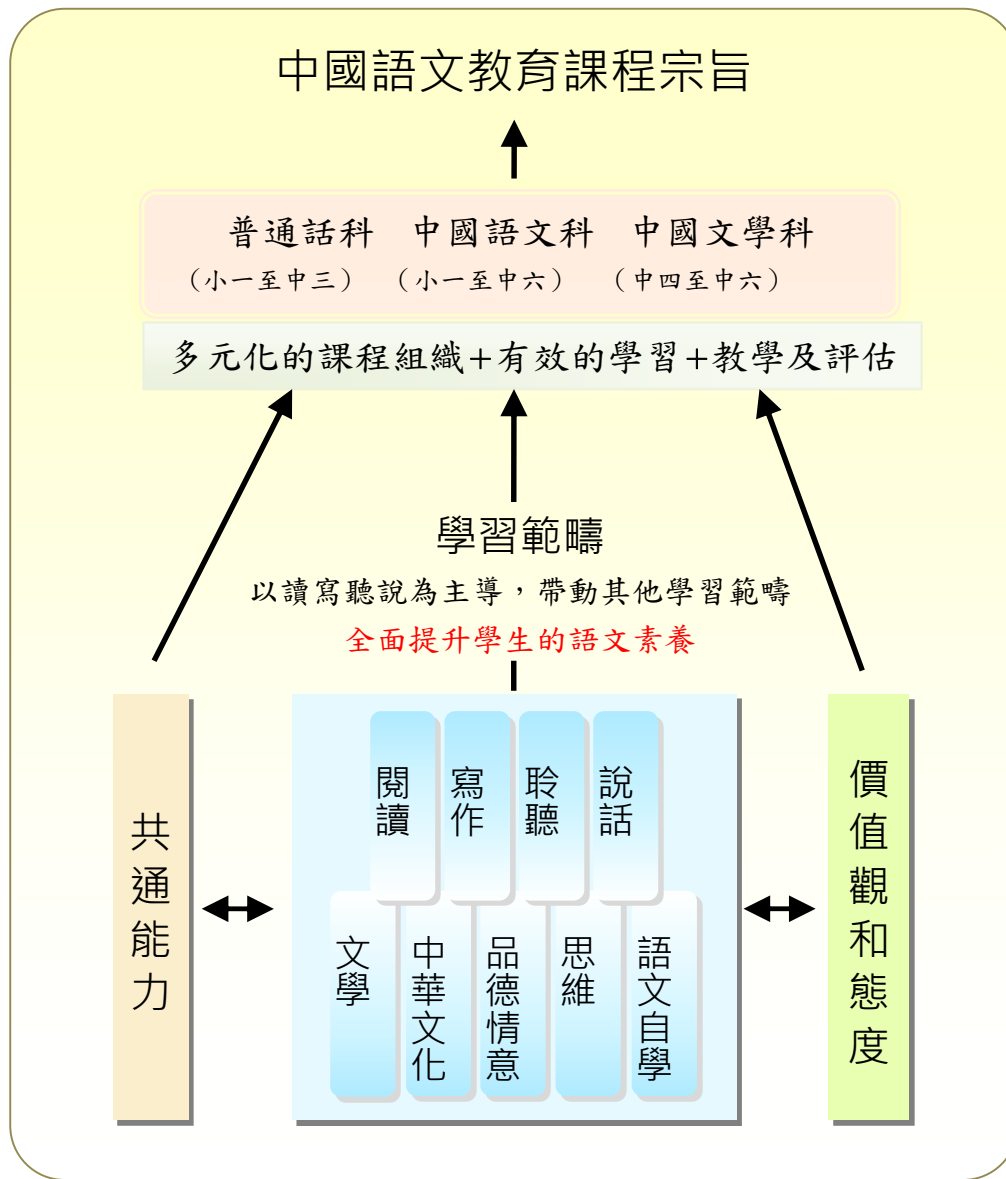 中國語文教育課程宗旨
普通話科 中國語文科 中國文學科
（小一至中三） （小一至中六） （中四至中六）
多元化的課程組織+有效的學習+教學及評估
學習範疇
以讀寫聽說為主導，帶動其他學習範疇
全面提升學生的語文素養
共通能力
閱讀
寫作
聆聽
說話
文學
中華文化
品德情意
思維
語文自學
價值觀和態度